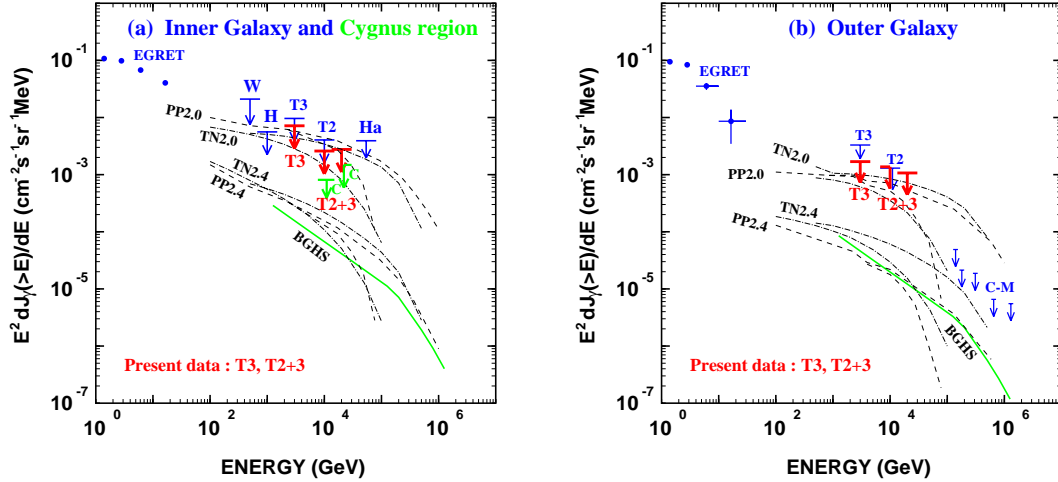 (a) Inner Galaxy and Cygnus region
E² dJγ(>E)/dE (cm⁻²s⁻¹sr⁻¹MeV)
10⁻¹
10⁻³
10⁻⁵
10⁻⁷
EGRET
W
H
T3
T2
Ha
PP2.0
TN2.0
T3
C
C
T2+3
TN2.4
PP2.4
BGHS
Present data : T3, T2+3
10⁰ 10² 10⁴ 10⁶
ENERGY (GeV)
(b) Outer Galaxy
E² dJγ(>E)/dE (cm⁻²s⁻¹sr⁻¹MeV)
10⁻¹
10⁻³
10⁻⁵
10⁻⁷
EGRET
T3
T2
TN2.0
PP2.0
T3
T2+3
TN2.4
PP2.4
C-M
BGHS
Present data : T3, T2+3
10⁰ 10² 10⁴ 10⁶
ENERGY (GeV)